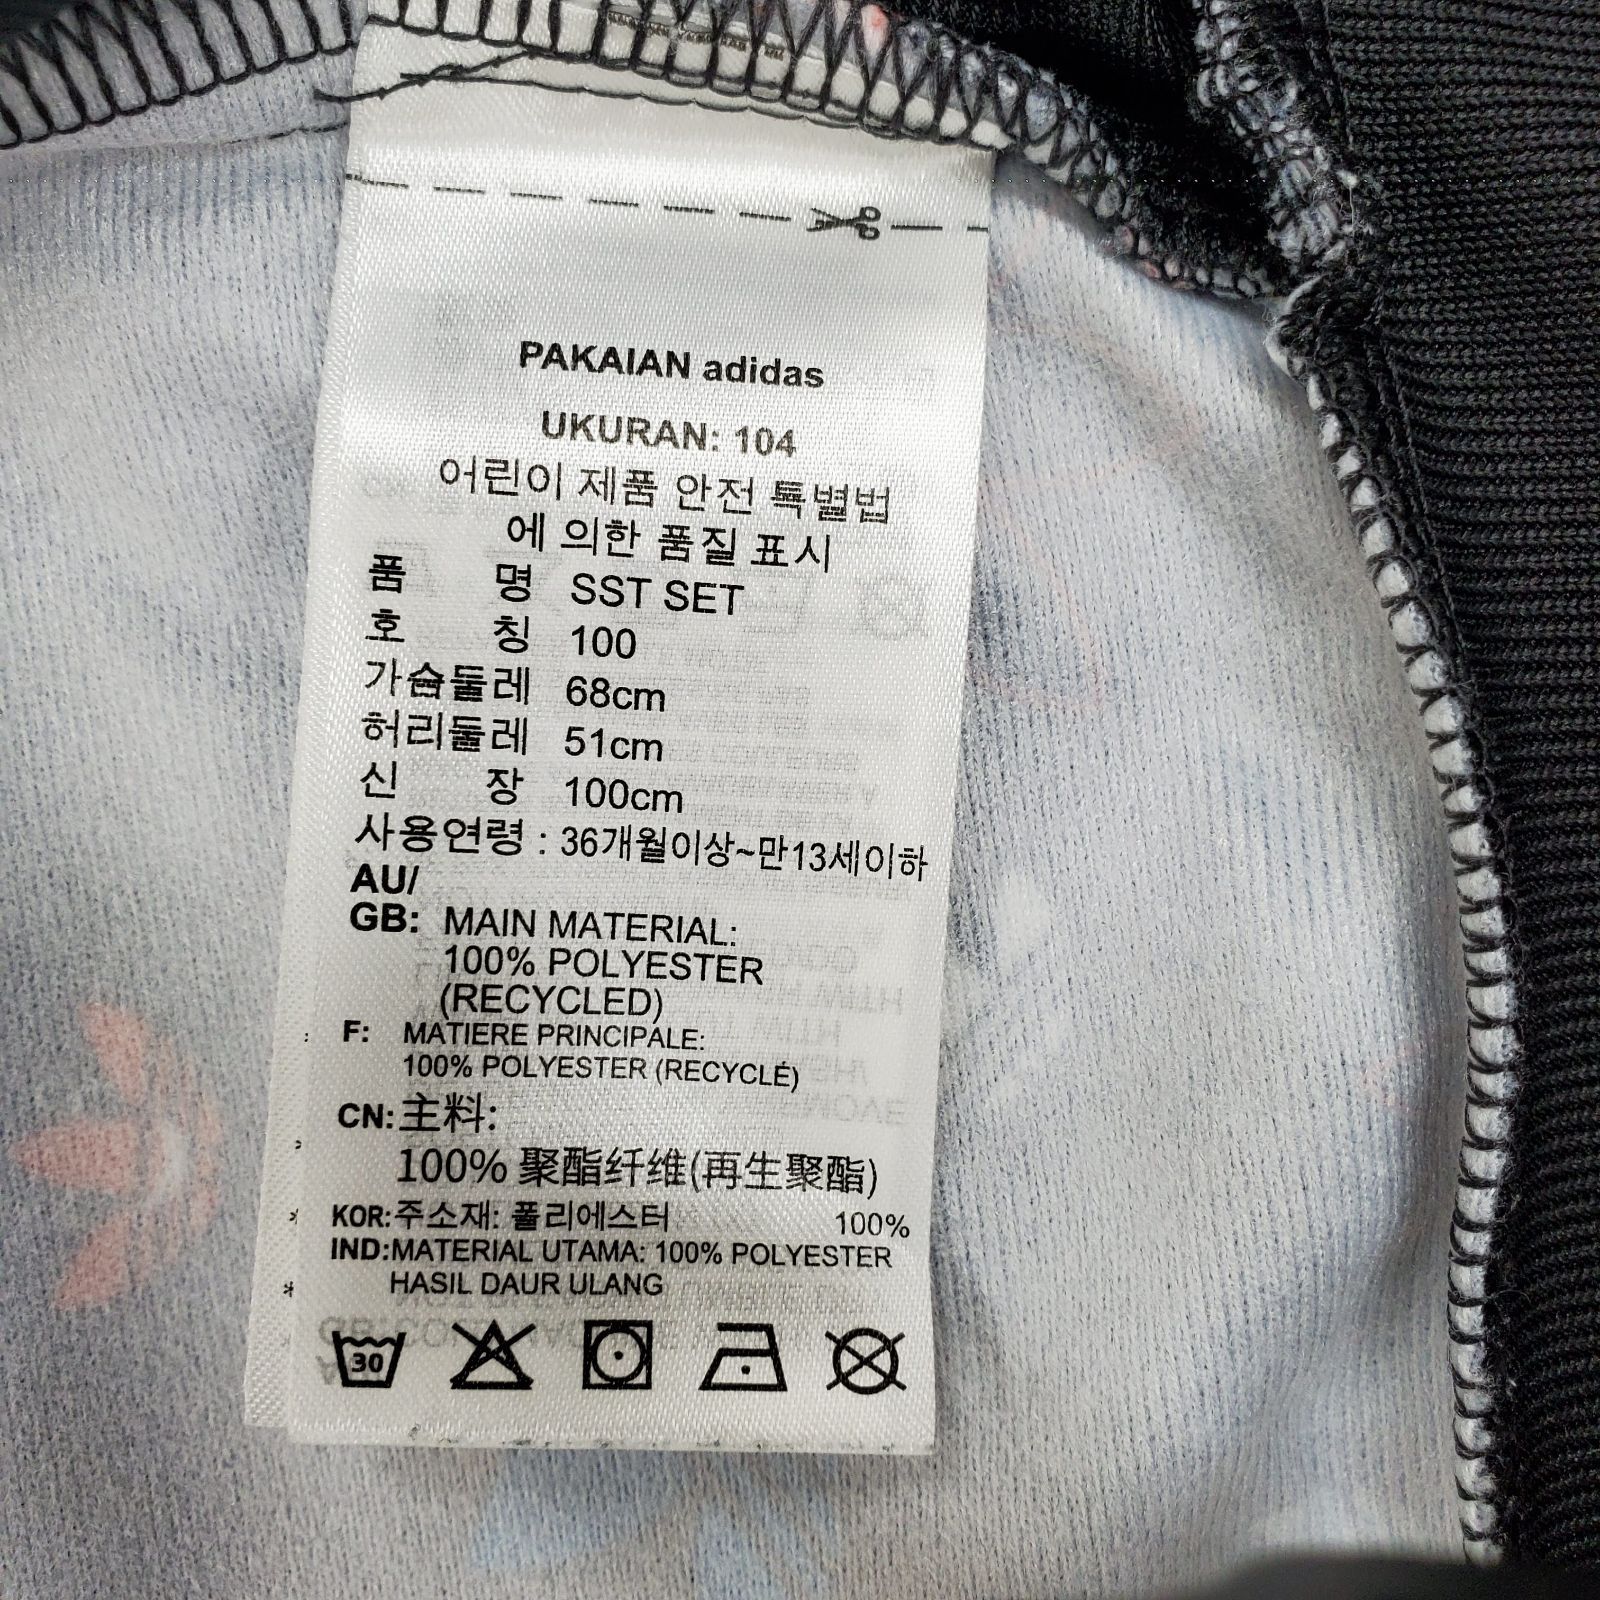 PAKAIAN adidas
UKURAN: 104
어린이 제품 안전 특별법
에 의한 품질 표시
품 명 SST SET
호 칭 100
가슴둘레 68cm
허리둘레 51cm
신 장 100cm
사용연령 : 36개월이상~만13세이하
AU/
GB: MAIN MATERIAL:
100% POLYESTER
(RECYCLED)
F: MATIERE PRINCIPALE:
100% POLYESTER (RECYCLÉ)
CN: 主料:
100% 聚酯纤维(再生聚酯)
KOR: 주소재: 폴리에스터 100%
IND: MATERIAL UTAMA: 100% POLYESTER
HASIL DAUR ULANG
30